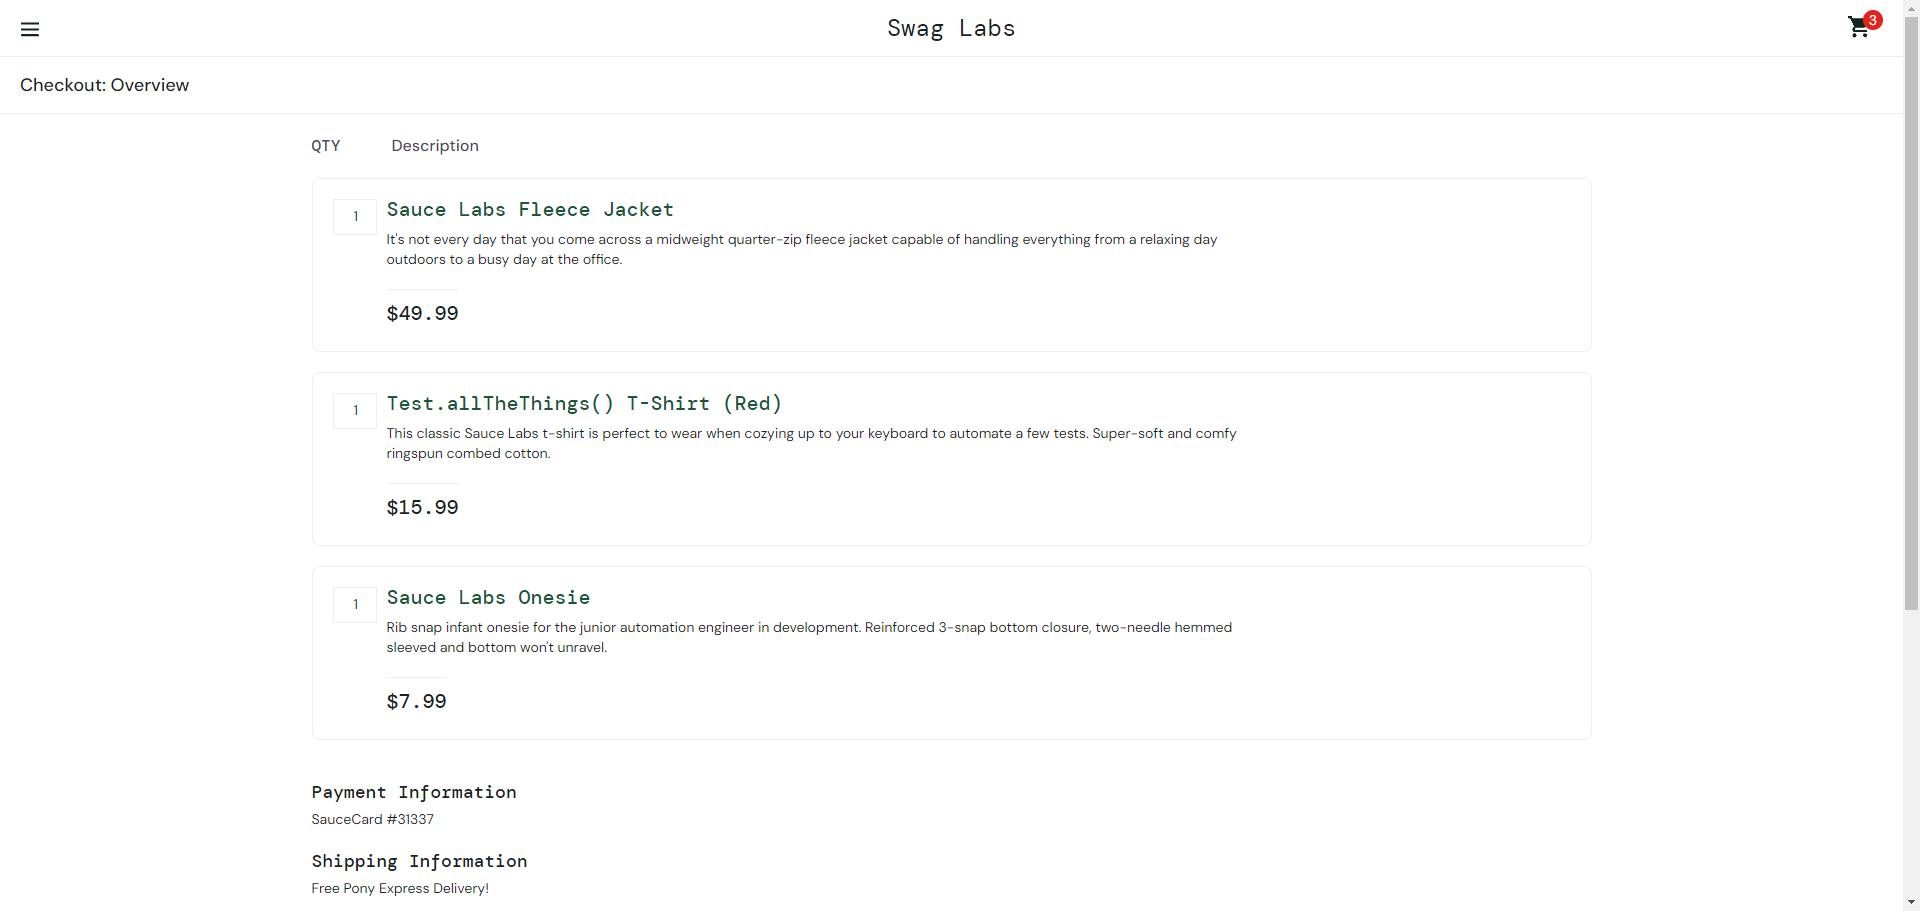 Swag Labs
3
Checkout: Overview
QTY Description
1
Sauce Labs Fleece Jacket
It's not every day that you come across a midweight quarter-zip fleece jacket capable of handling everything from a relaxing day
outdoors to a busy day at the office.
$49.99
1
Test.allTheThings() T-Shirt (Red)
This classic Sauce Labs t-shirt is perfect to wear when cozying up to your keyboard to automate a few tests. Super-soft and comfy
ringspun combed cotton.
$15.99
1
Sauce Labs Onesie
Rib snap infant onesie for the junior automation engineer in development. Reinforced 3-snap bottom closure, two-needle hemmed
sleeved and bottom won't unravel.
$7.99
Payment Information
SauceCard #31337
Shipping Information
Free Pony Express Delivery!